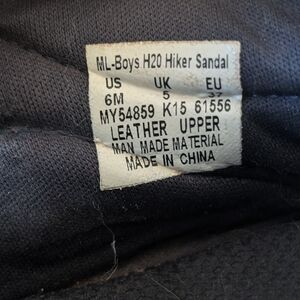 ML-Boys H20 Hiker Sandal
US UK EU
6M 5 37
MY54859 K15 61556
LEATHER UPPER
MAN MADE MATERIAL
MADE IN CHINA